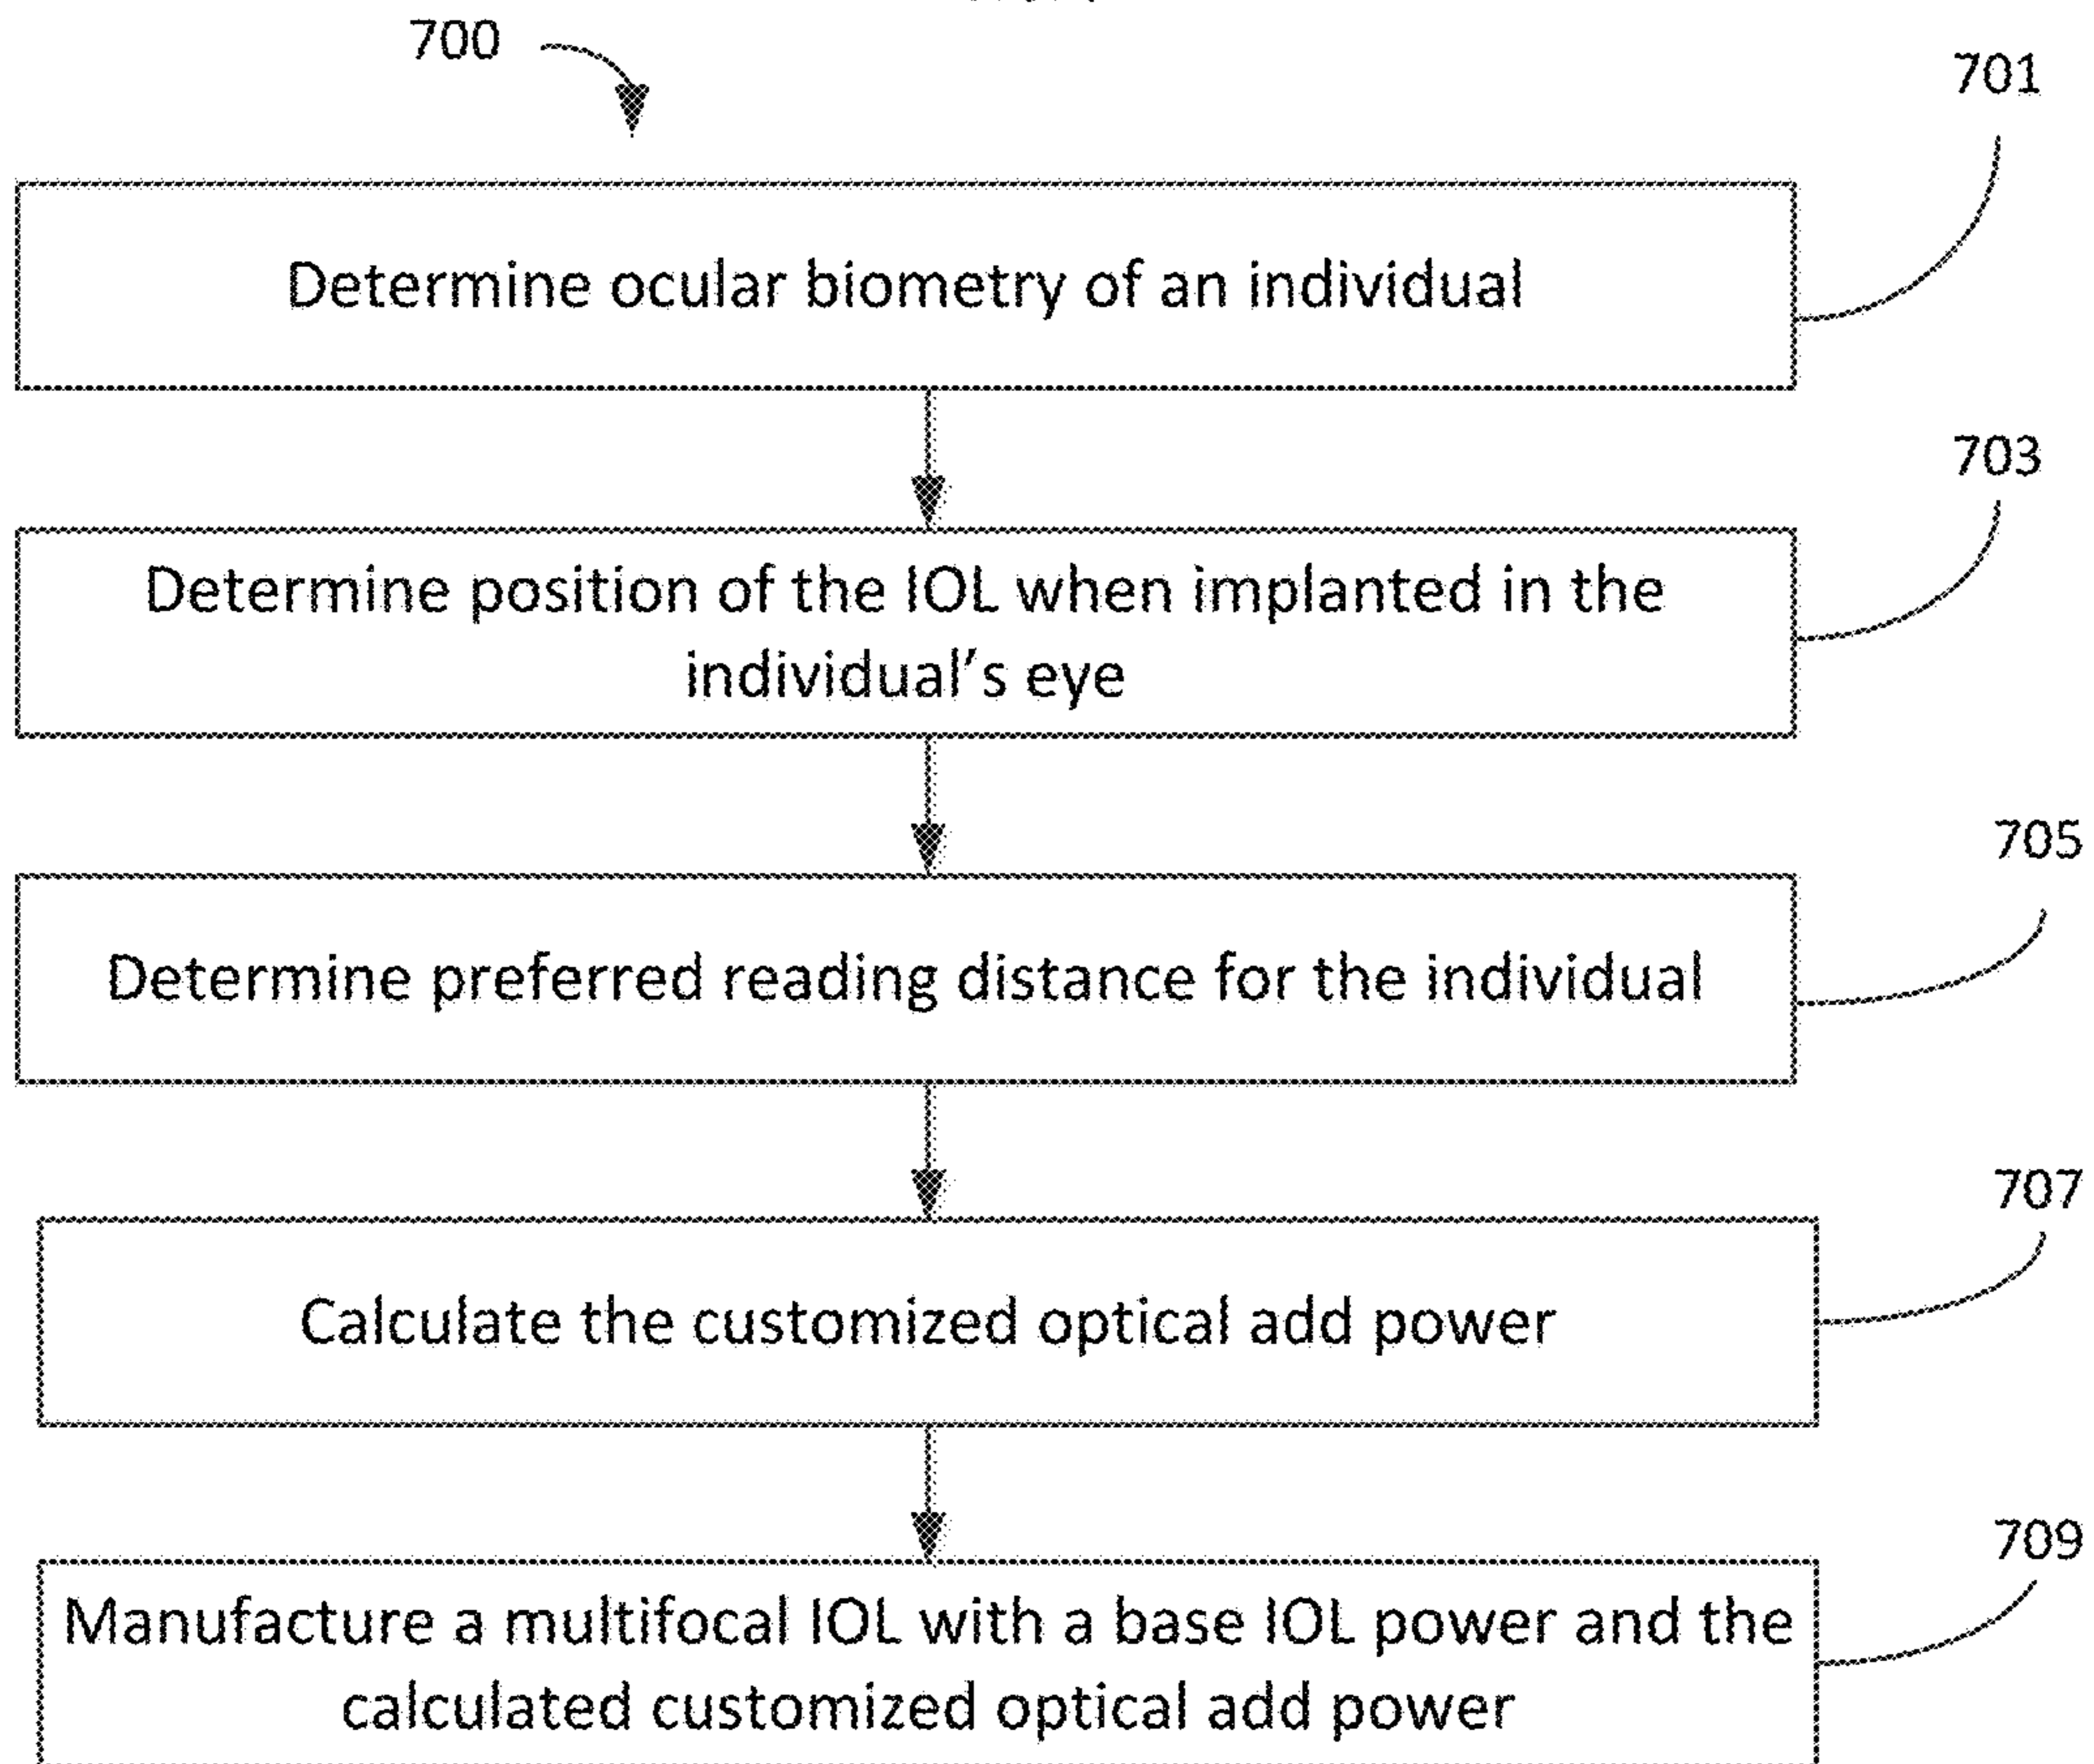 700
701
Determine ocular biometry of an individual
703
Determine position of the IOL when implanted in the
individual's eye
705
Determine preferred reading distance for the individual
707
Calculate the customized optical add power
709
Manufacture a multifocal IOL with a base IOL power and the
calculated customized optical add power